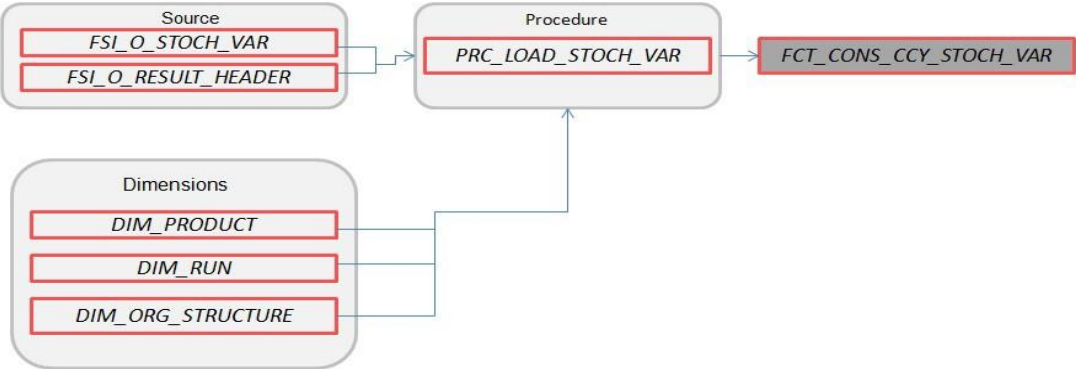 Source
FSI_O_STOCH_VAR
FSI_O_RESULT_HEADER
Procedure
PRC_LOAD_STOCH_VAR
FCT_CONS_CCY_STOCH_VAR
Dimensions
DIM_PRODUCT
DIM_RUN
DIM_ORG_STRUCTURE